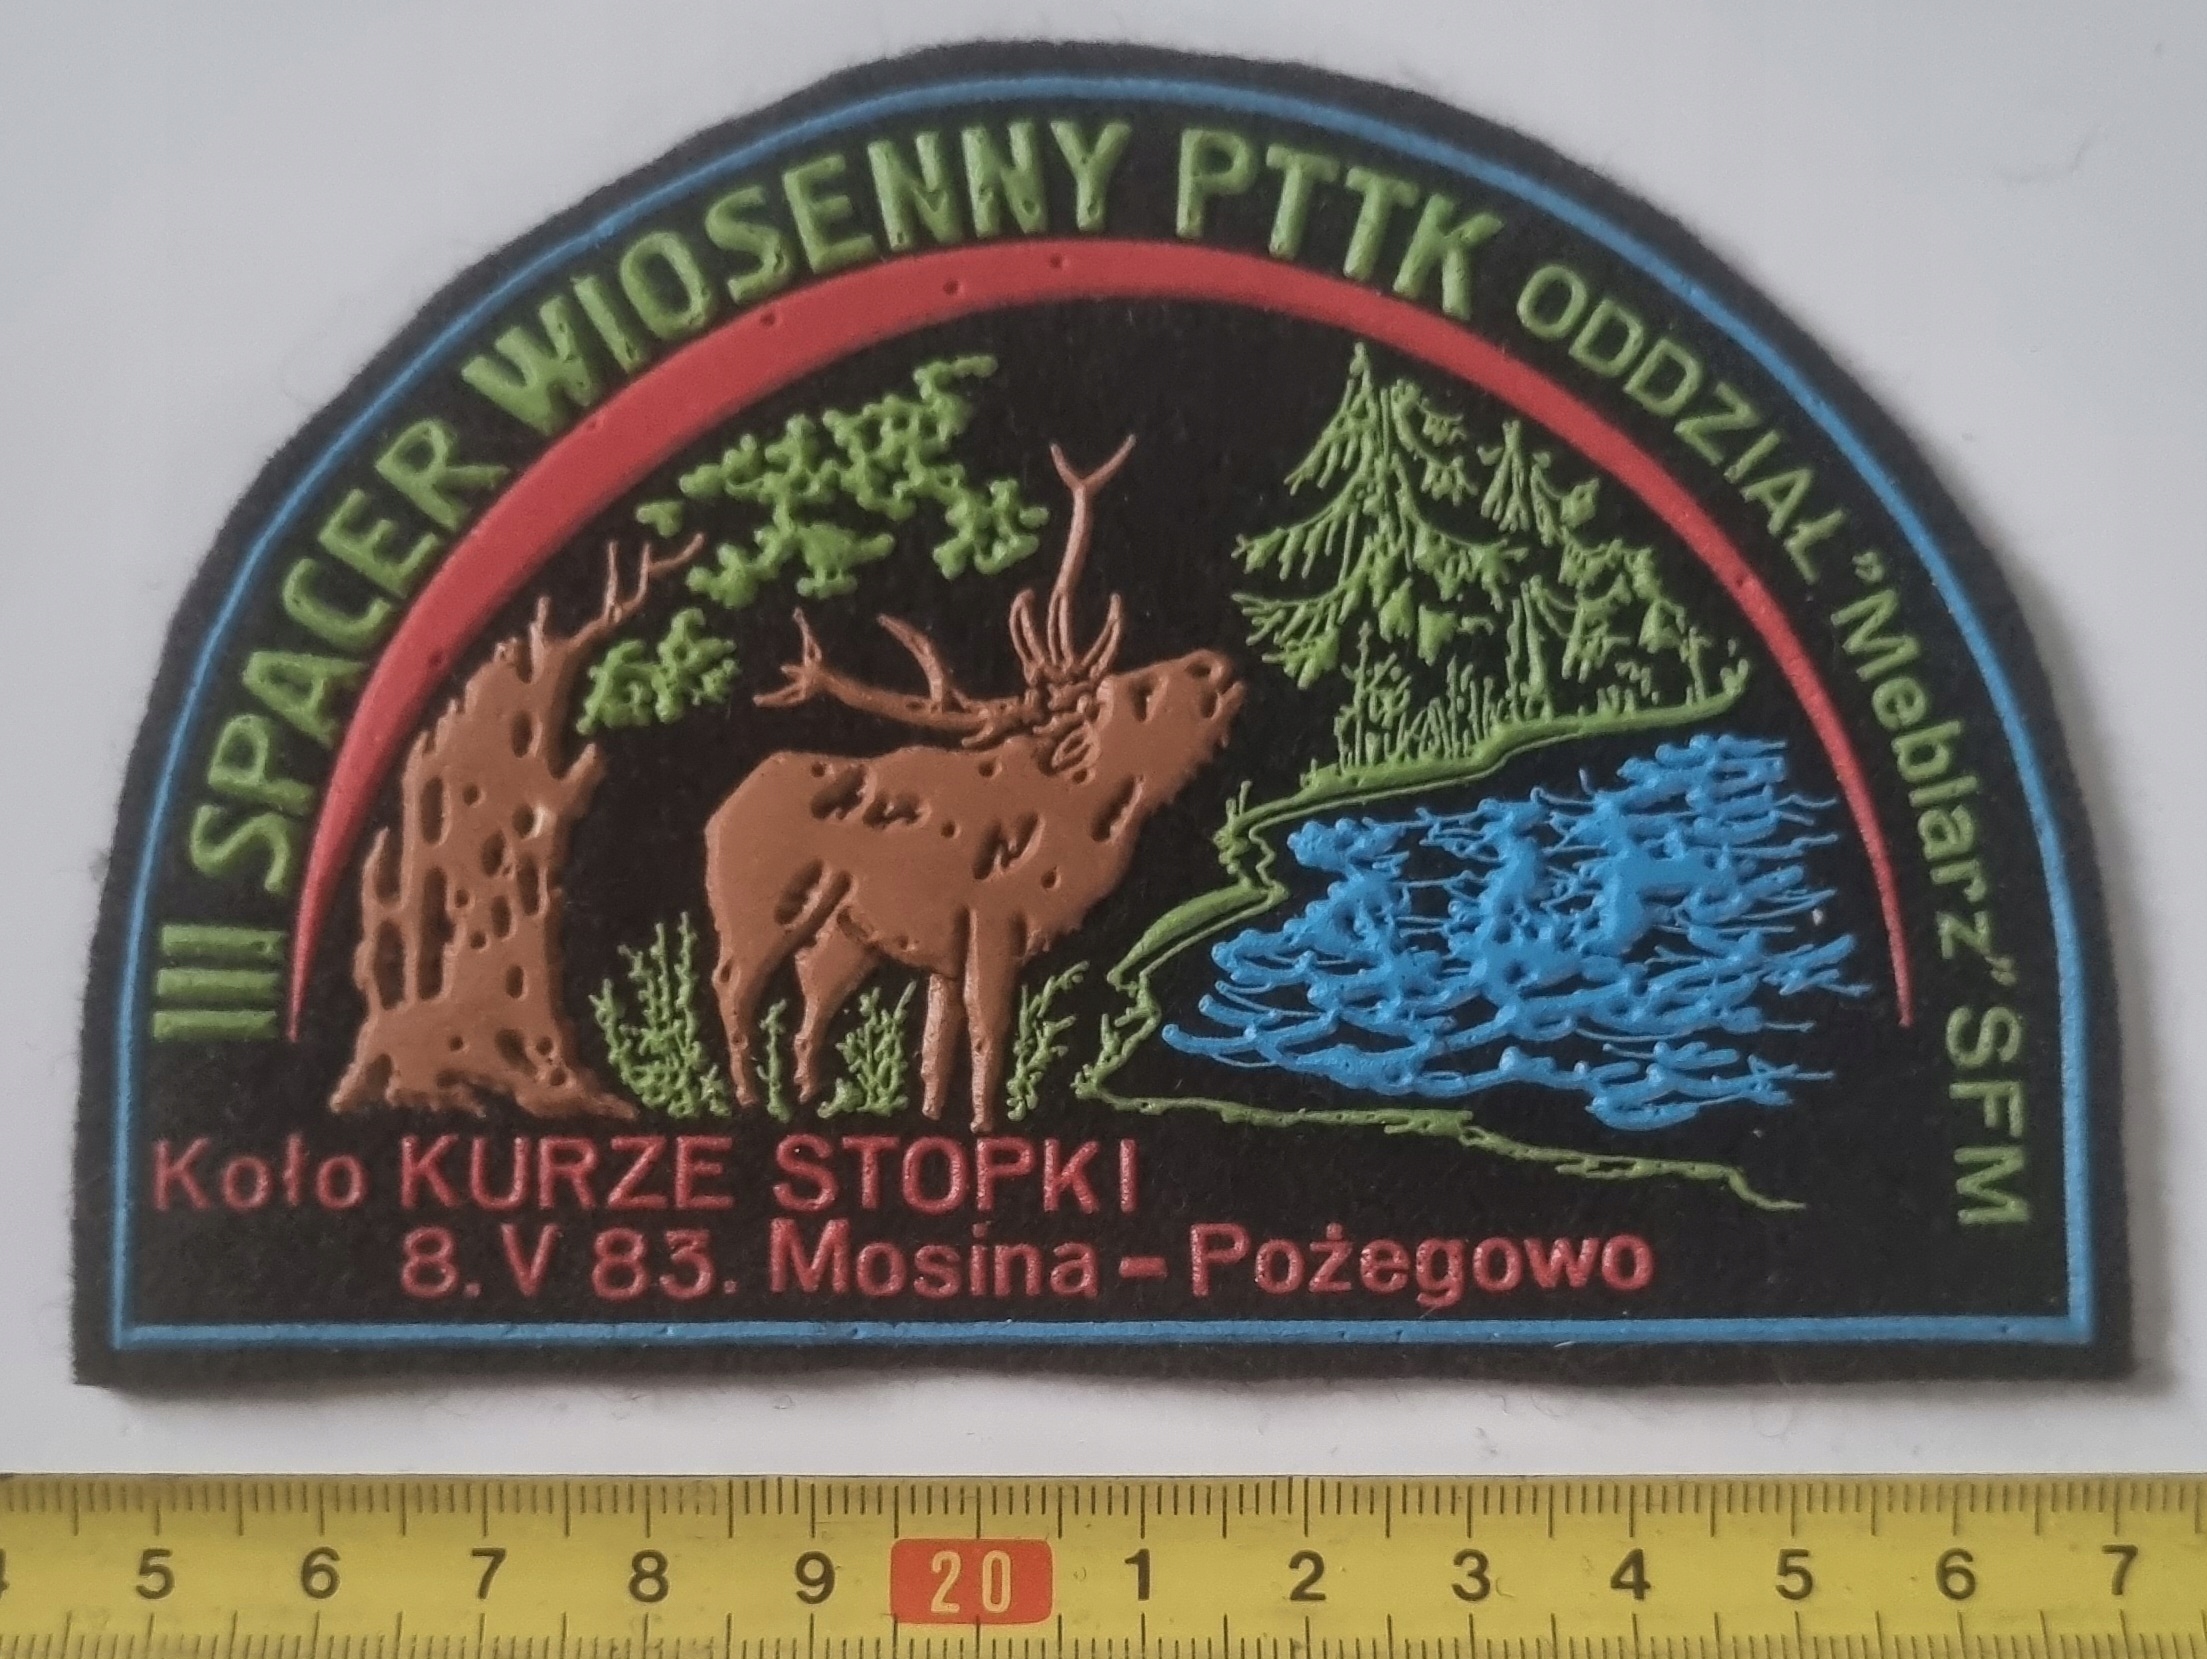 III SPACER WIOSENNY PTTK ODDZIAŁ "Meblarz" SFM
Koło KURZE STOPKI
8. V 83. Mosina - Pożegowo
4 5 6 7 8 9 20 1 2 3 4 5 6 7